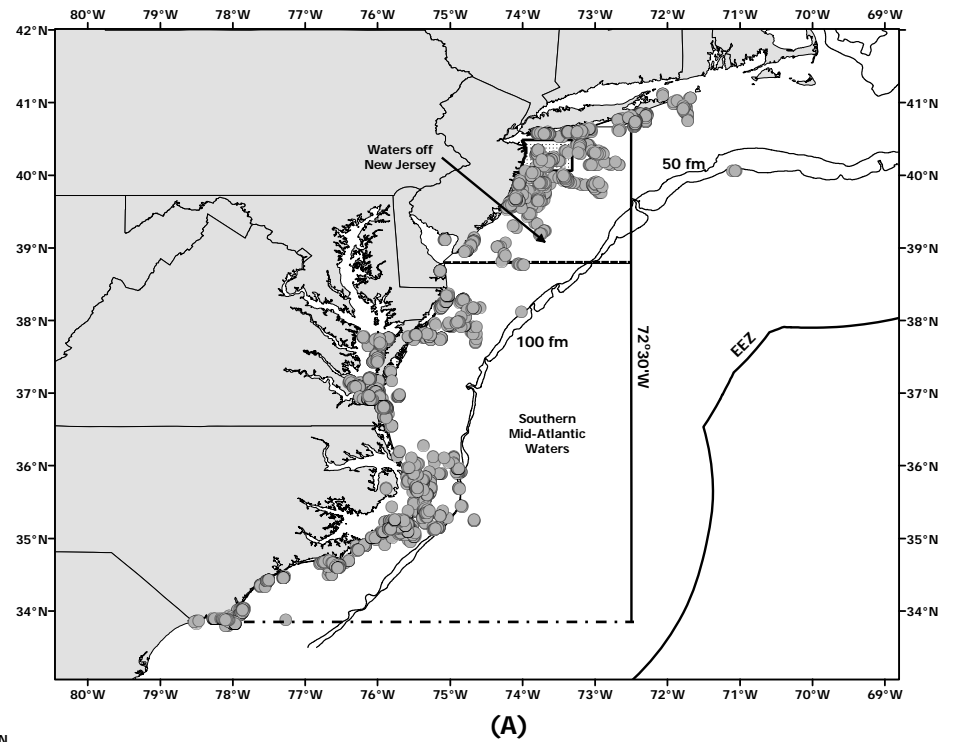 80°W 79°W 78°W 77°W 76°W 75°W 74°W 73°W 72°W 71°W 70°W 69°W
42°N 42°N
41°N 41°N
Waters off
New Jersey
50 fm
40°N 40°N
39°N 39°N
38°N 38°N
100 fm
EEZ
72°30'W
37°N 37°N
Southern
Mid-Atlantic
Waters
36°N 36°N
35°N 35°N
34°N 34°N
80°W 79°W 78°W 77°W 76°W 75°W 74°W 73°W 72°W 71°W 70°W 69°W
(A)
N